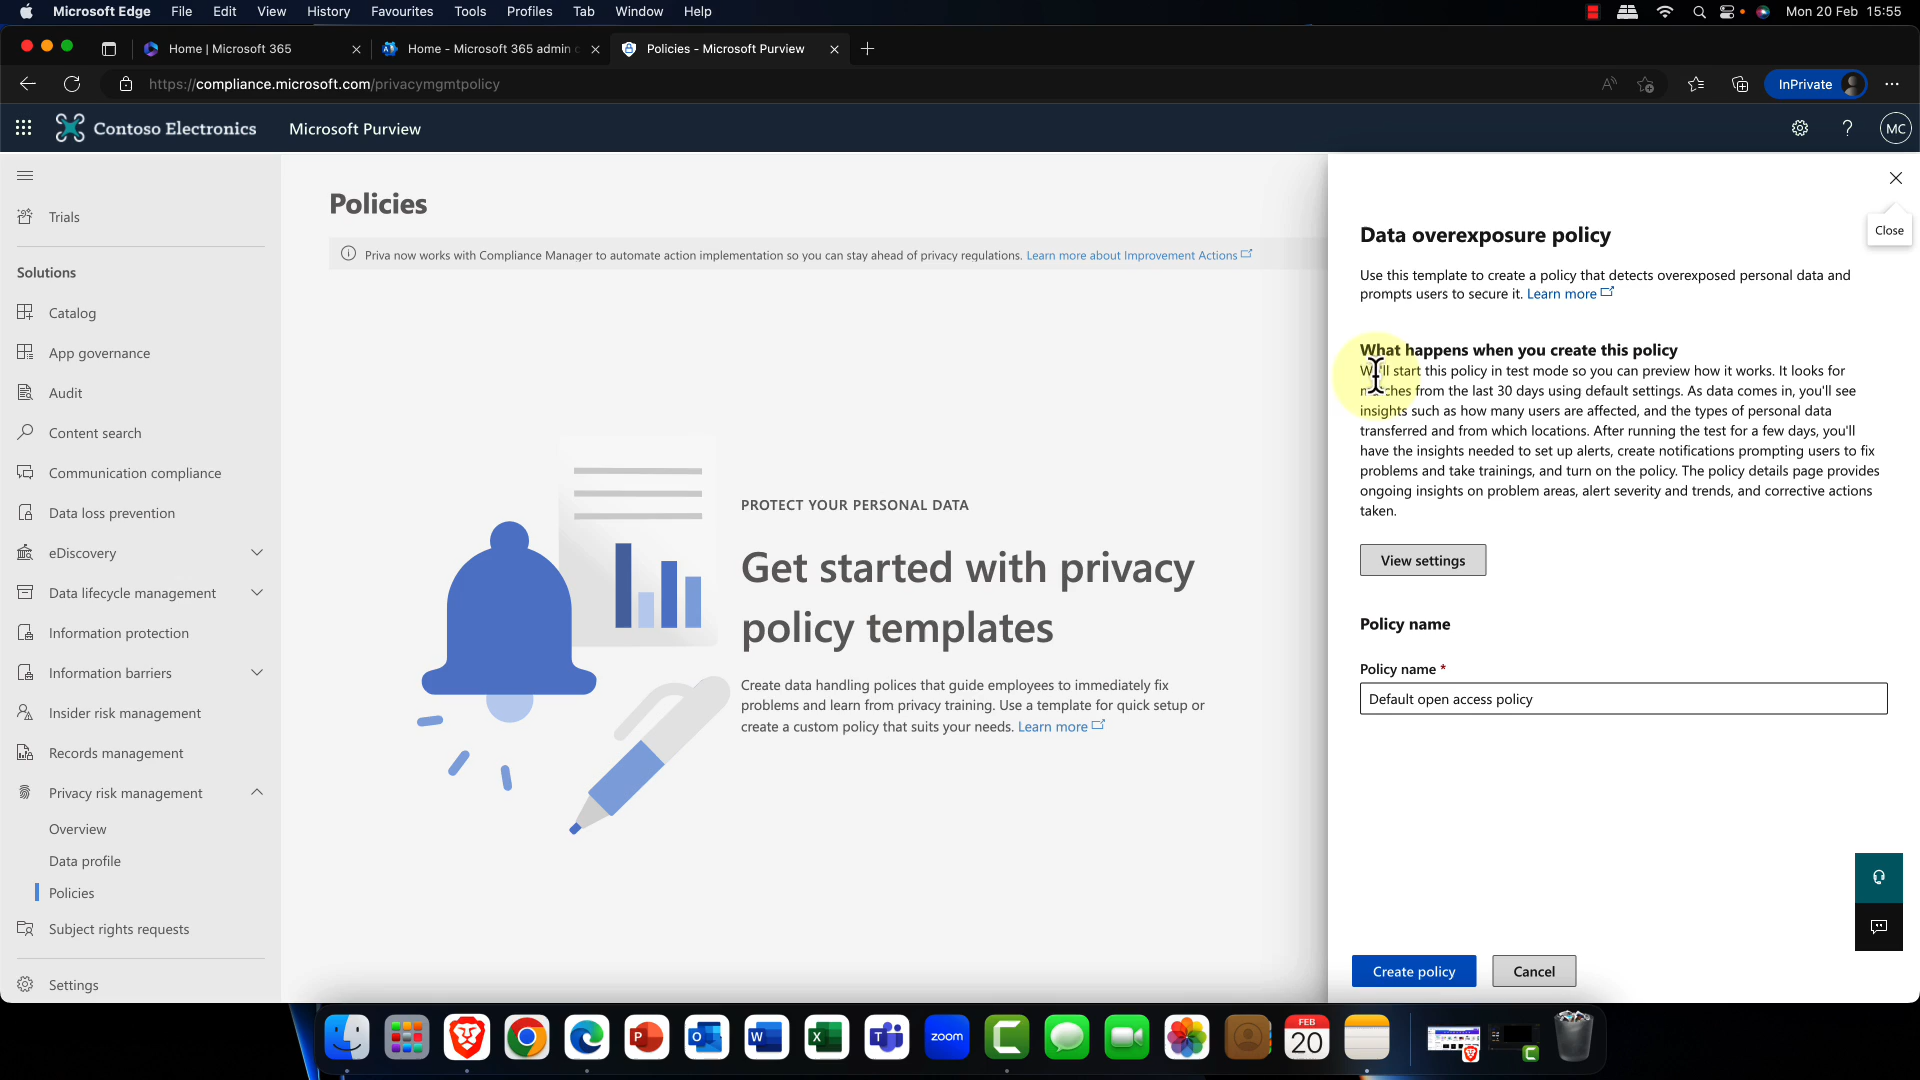 Microsoft Edge File Edit View History Favourites Tools Profiles Tab Window Help Mon 20 Feb 15:55
Home | Microsoft 365
Home - Microsoft 365 admin c
Policies - Microsoft Purview
https://compliance.microsoft.com/privacymgmtpolicy
InPrivate
Contoso Electronics
Microsoft Purview
MC
Trials
Solutions
Catalog
App governance
Audit
Content search
Communication compliance
Data loss prevention
eDiscovery
Data lifecycle management
Information protection
Information barriers
Insider risk management
Records management
Privacy risk management
Overview
Data profile
Policies
Subject rights requests
Settings
Policies
Priva now works with Compliance Manager to automate action implementation so you can stay ahead of privacy regulations. Learn more about Improvement Actions
PROTECT YOUR PERSONAL DATA
Get started with privacy
policy templates
Create data handling polices that guide employees to immediately fix
problems and learn from privacy training. Use a template for quick setup or
create a custom policy that suits your needs. Learn more
Close
Data overexposure policy
Use this template to create a policy that detects overexposed personal data and
prompts users to secure it. Learn more
What happens when you create this policy
We'll start this policy in test mode so you can preview how it works. It looks for
matches from the last 30 days using default settings. As data comes in, you'll see
insights such as how many users are affected, and the types of personal data
transferred and from which locations. After running the test for a few days, you'll
have the insights needed to set up alerts, create notifications prompting users to fix
problems and take trainings, and turn on the policy. The policy details page provides
ongoing insights on problem areas, alert severity and trends, and corrective actions
taken.
View settings
Policy name
Policy name *
Default open access policy
Create policy
Cancel
zoom
FEB
20